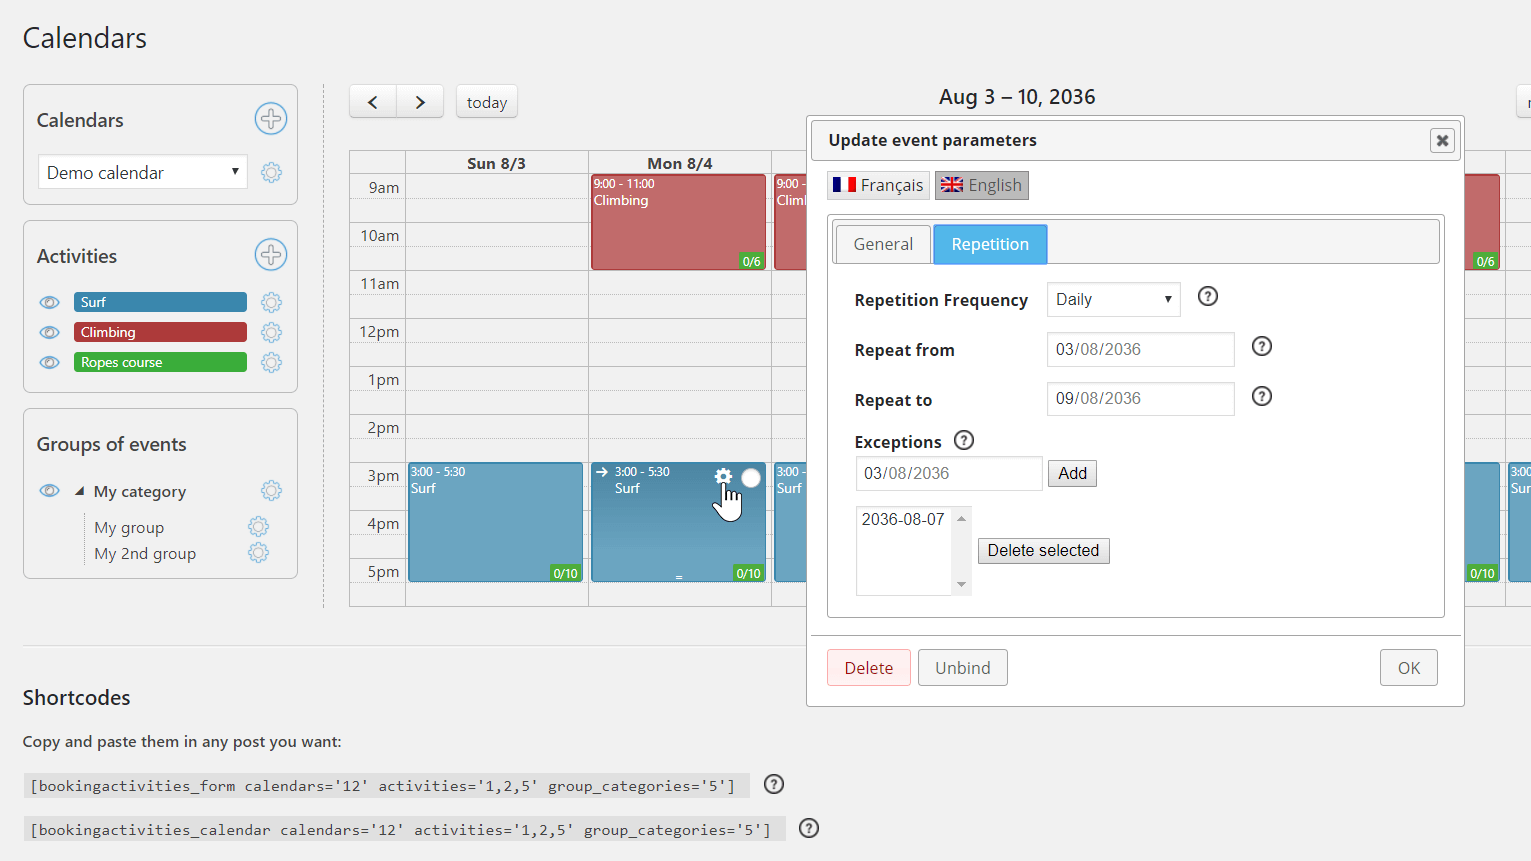 Calendars
Calendars
Demo calendar
Activities
Surf
Climbing
Ropes course
Groups of events
My category
My group
My 2nd group
today
Aug 3 – 10, 2036
Sun 8/3
Mon 8/4
9am
10am
11am
12pm
1pm
2pm
3pm
4pm
5pm
9:00 - 11:00
Climbing
0/6
9:00 -
0/6
3:00 - 5:30
Surf
0/10
3:00 - 5:30
Surf
0/10
3:00 -
Surf
0/10
Update event parameters
Français
English
General
Repetition
Repetition Frequency
Daily
Repeat from
03/08/2036
Repeat to
09/08/2036
Exceptions
03/08/2036
Add
2036-08-07
Delete selected
Delete
Unbind
OK
Shortcodes
Copy and paste them in any post you want:
[bookingactivities_form calendars='12' activities='1,2,5' group_categories='5']
[bookingactivities_calendar calendars='12' activities='1,2,5' group_categories='5']